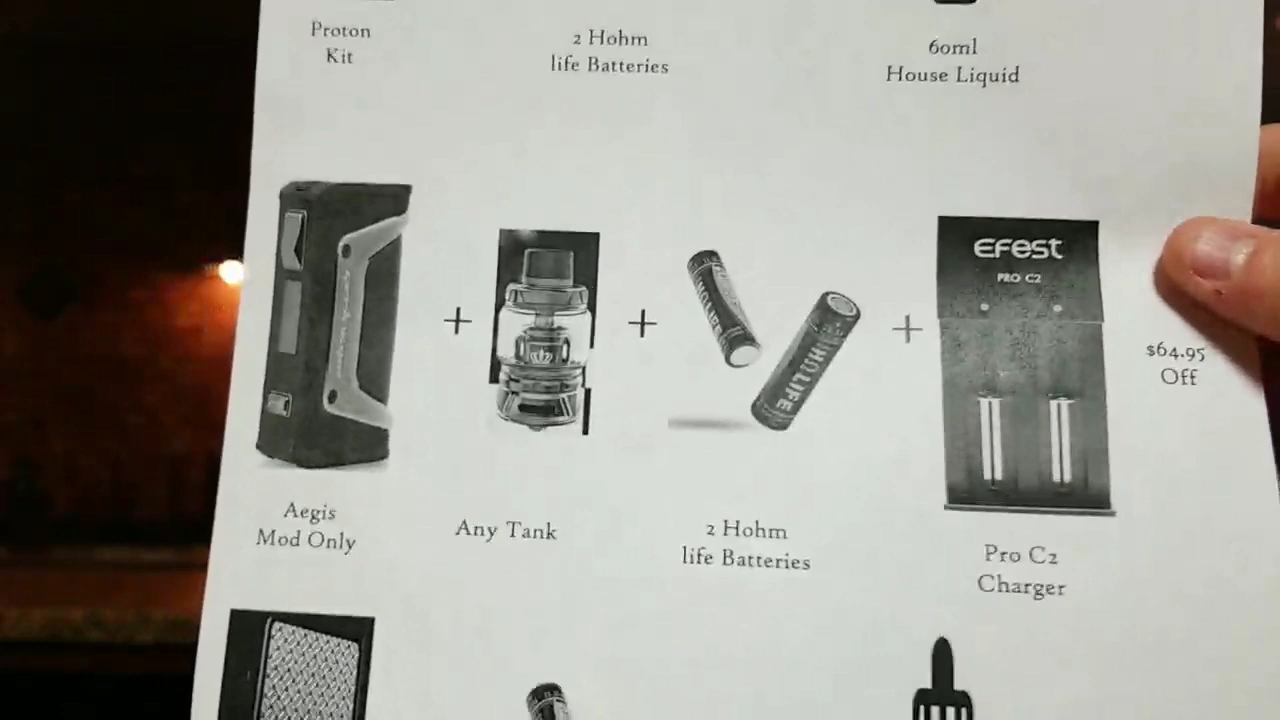 Proton
Kit
2 Hohm
life Batteries
60ml
House Liquid
+
+
+
Efest
PRO C2
HOLIFE
$64.95
Off
Aegis
Mod Only
Any Tank
2 Hohm
life Batteries
Pro C2
Charger